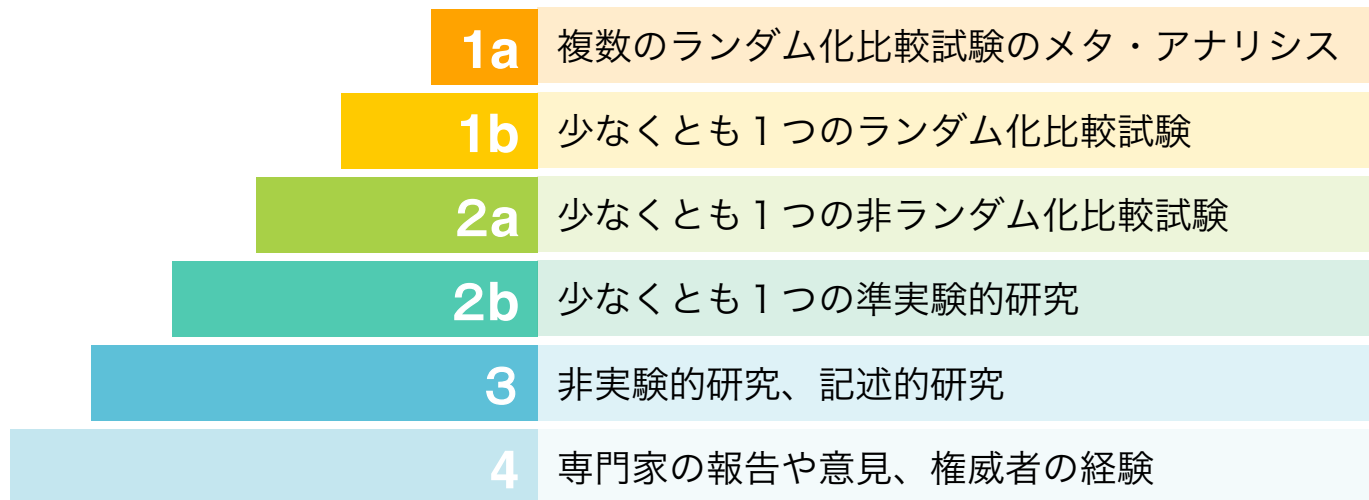 1a 複数のランダム化比較試験のメタ・アナリシス
1b 少なくとも１つのランダム化比較試験
2a 少なくとも１つの非ランダム化比較試験
2b 少なくとも１つの準実験的研究
3 非実験的研究、記述的研究
4 専門家の報告や意見、権威者の経験